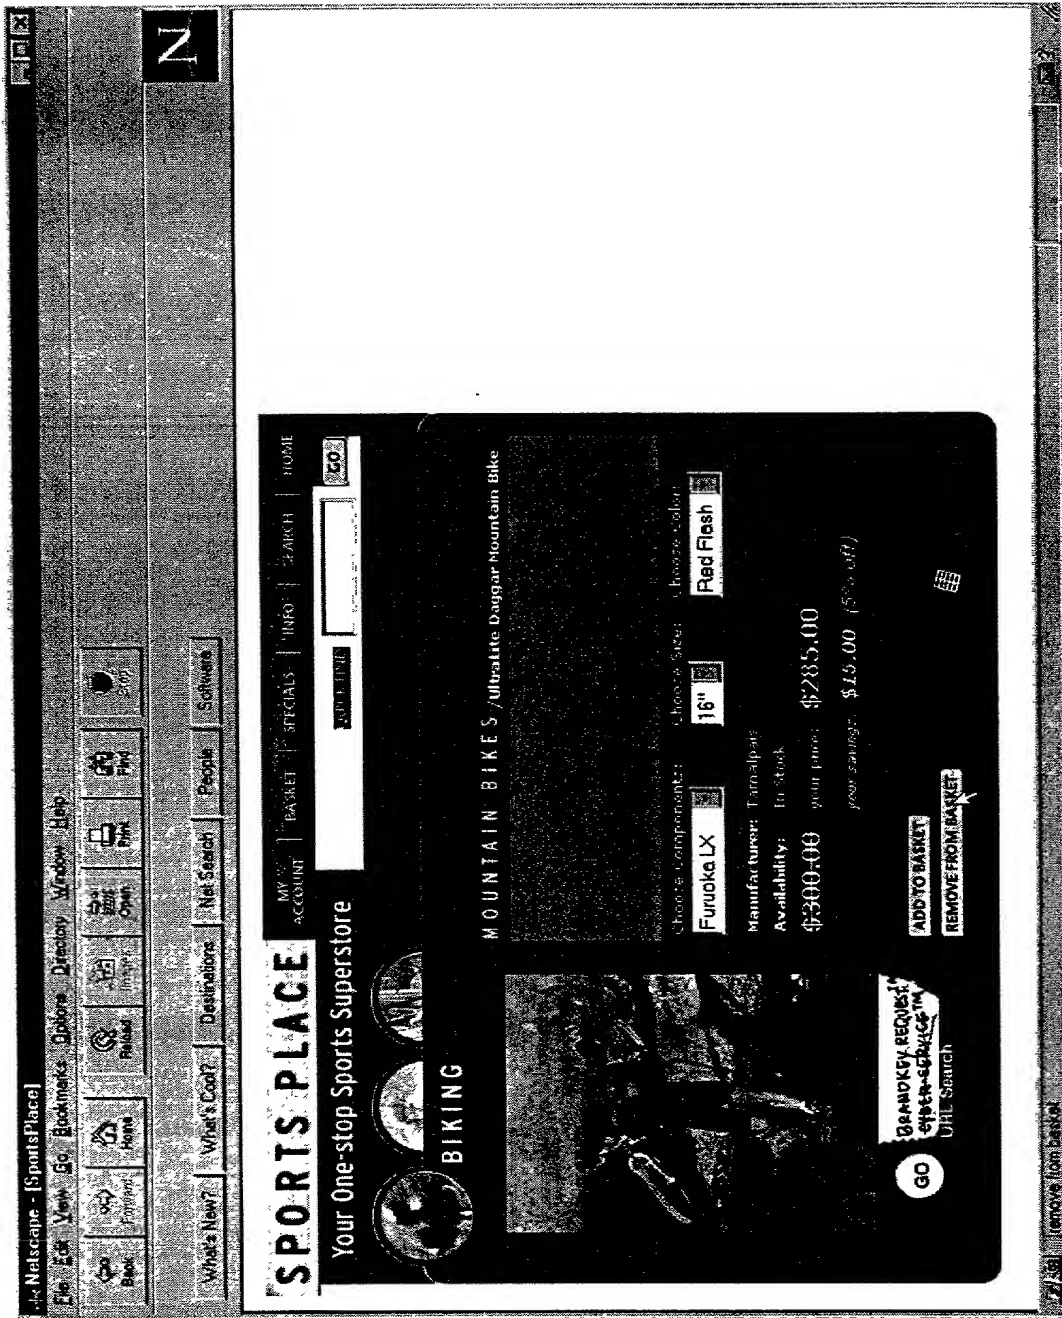 Netscape - [SportsPlace]
File Edit View Go Bookmarks Options Directory Window Help
Back Forward Home Reload Images Open Print Find Stop
What's New? What's Cool? Destinations Net Search People Software
N
SPORTS PLACE
MY ACCOUNT BASKET SPECIALS INFO SEARCH HOME
Your One-stop Sports Superstore
GO
BIKING
MOUNTAIN BIKES / Ultralite Daggar Mountain Bike
Choose components: Choose size: Choose color:
Furuoka LX 16" Red Flash
Manufacturer: Tamalpais
Availability: In stock
$300.00 your price: $285.00
your savings: $15.00 (5% off)
ADD TO BASKET
REMOVE FROM BASKET
GO
BRANDKEY REQUEST
CYBER SERVICE™
URL Search
remove from basket